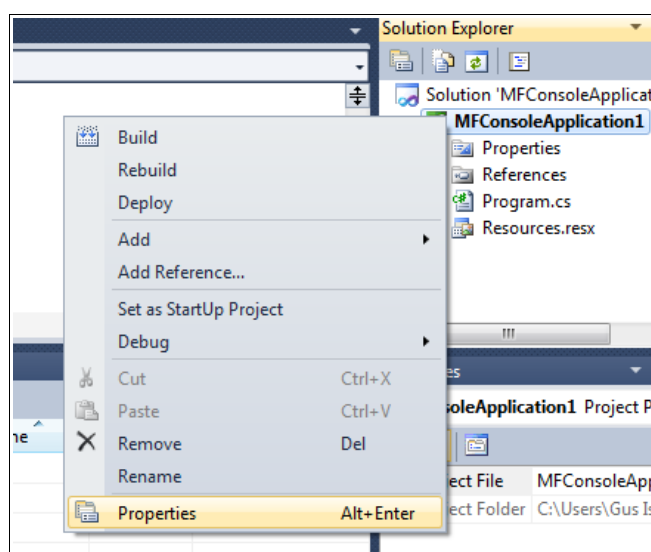 Solution Explorer
Solution 'MFConsoleApplicat
MFConsoleApplication1
Properties
References
Program.cs
Resources.resx
Build
Rebuild
Deploy
Add
Add Reference...
Set as StartUp Project
Debug
Cut Ctrl+X
Paste Ctrl+V
Remove Del
Rename
Properties Alt+Enter
es
soleApplication1 Project P
ne
ect File MFConsoleApp
ect Folder C:\Users\Gus Is